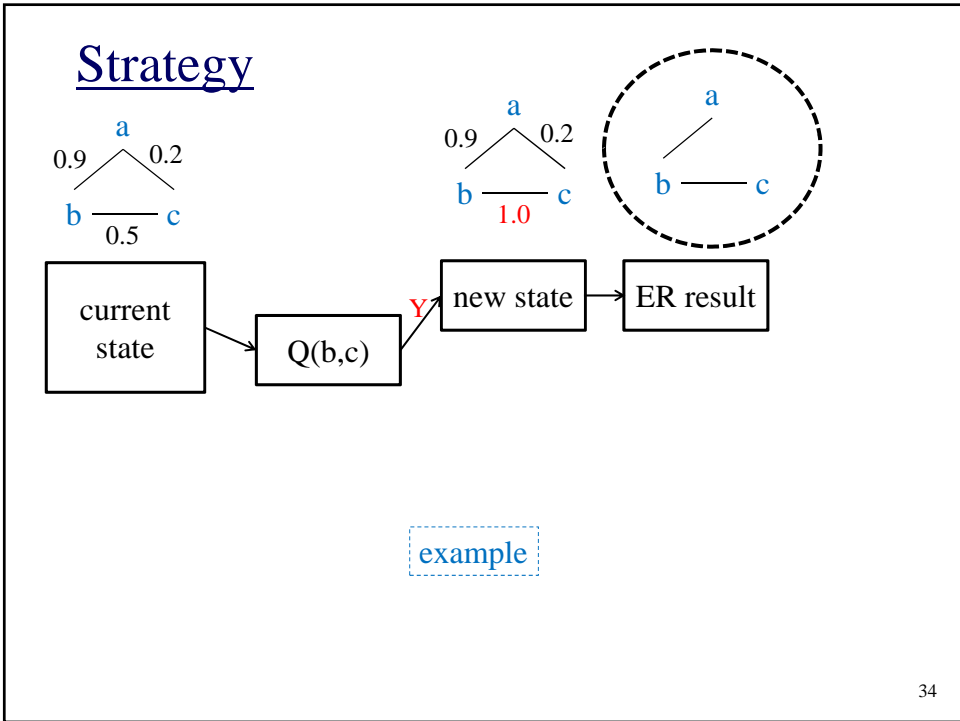 Strategy
a
0.9
0.2
b
c
0.5
a
0.9
0.2
b
c
1.0
a
b
c
current
state
Q(b,c)
Y
new state
ER result
example
34